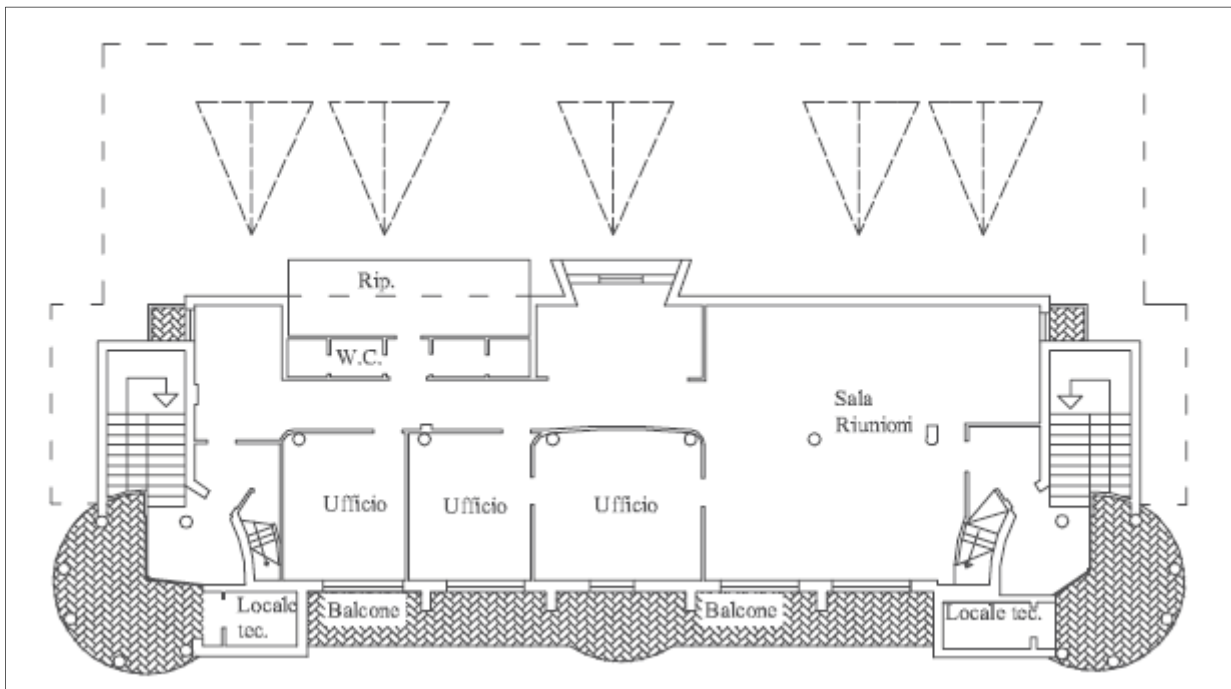 Rip.
W.C.
Sala
Riunioni
Ufficio
Ufficio
Ufficio
Locale
tec.
Balcone
Balcone
Locale tec.